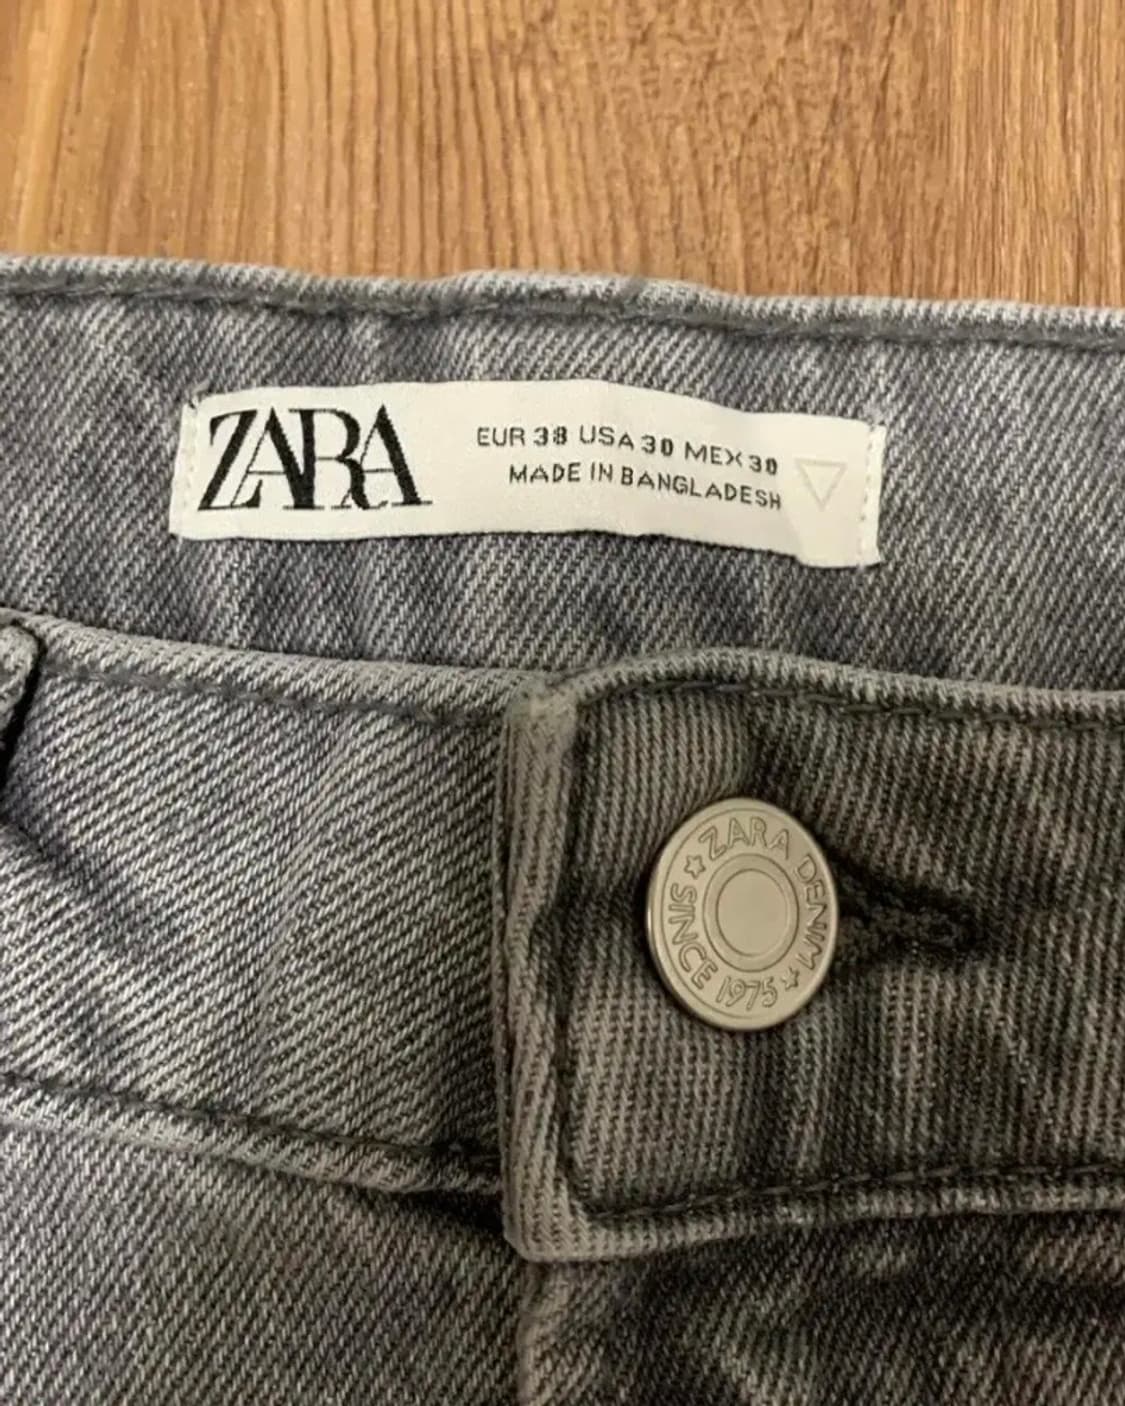 ZARA
EUR 38 USA 30 MEX 30
MADE IN BANGLADESH
ZARA DENIM
SINCE 1975